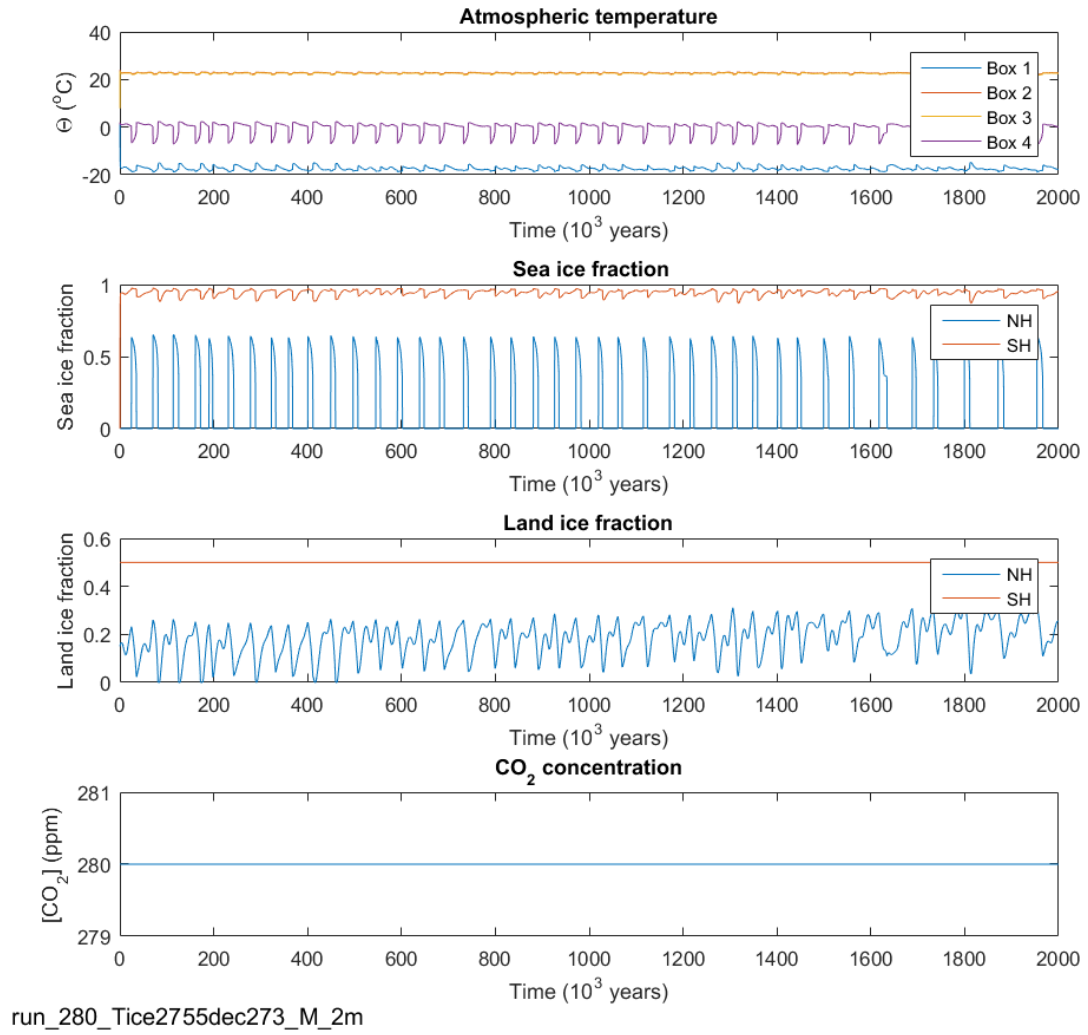 Atmospheric temperature
Θ (°C)
40
20
0
-20
Box 1
Box 2
Box 3
Box 4
0 200 400 600 800 1000 1200 1400 1600 1800 2000
Time (10³ years)
Sea ice fraction
Sea ice fraction
1
0.5
0
NH
SH
0 200 400 600 800 1000 1200 1400 1600 1800 2000
Time (10³ years)
Land ice fraction
Land ice fraction
0.6
0.4
0.2
0
NH
SH
0 200 400 600 800 1000 1200 1400 1600 1800 2000
Time (10³ years)
CO₂ concentration
[CO₂] (ppm)
281
280
279
0 200 400 600 800 1000 1200 1400 1600 1800 2000
Time (10³ years)
run_280_Tice2755dec273_M_2m